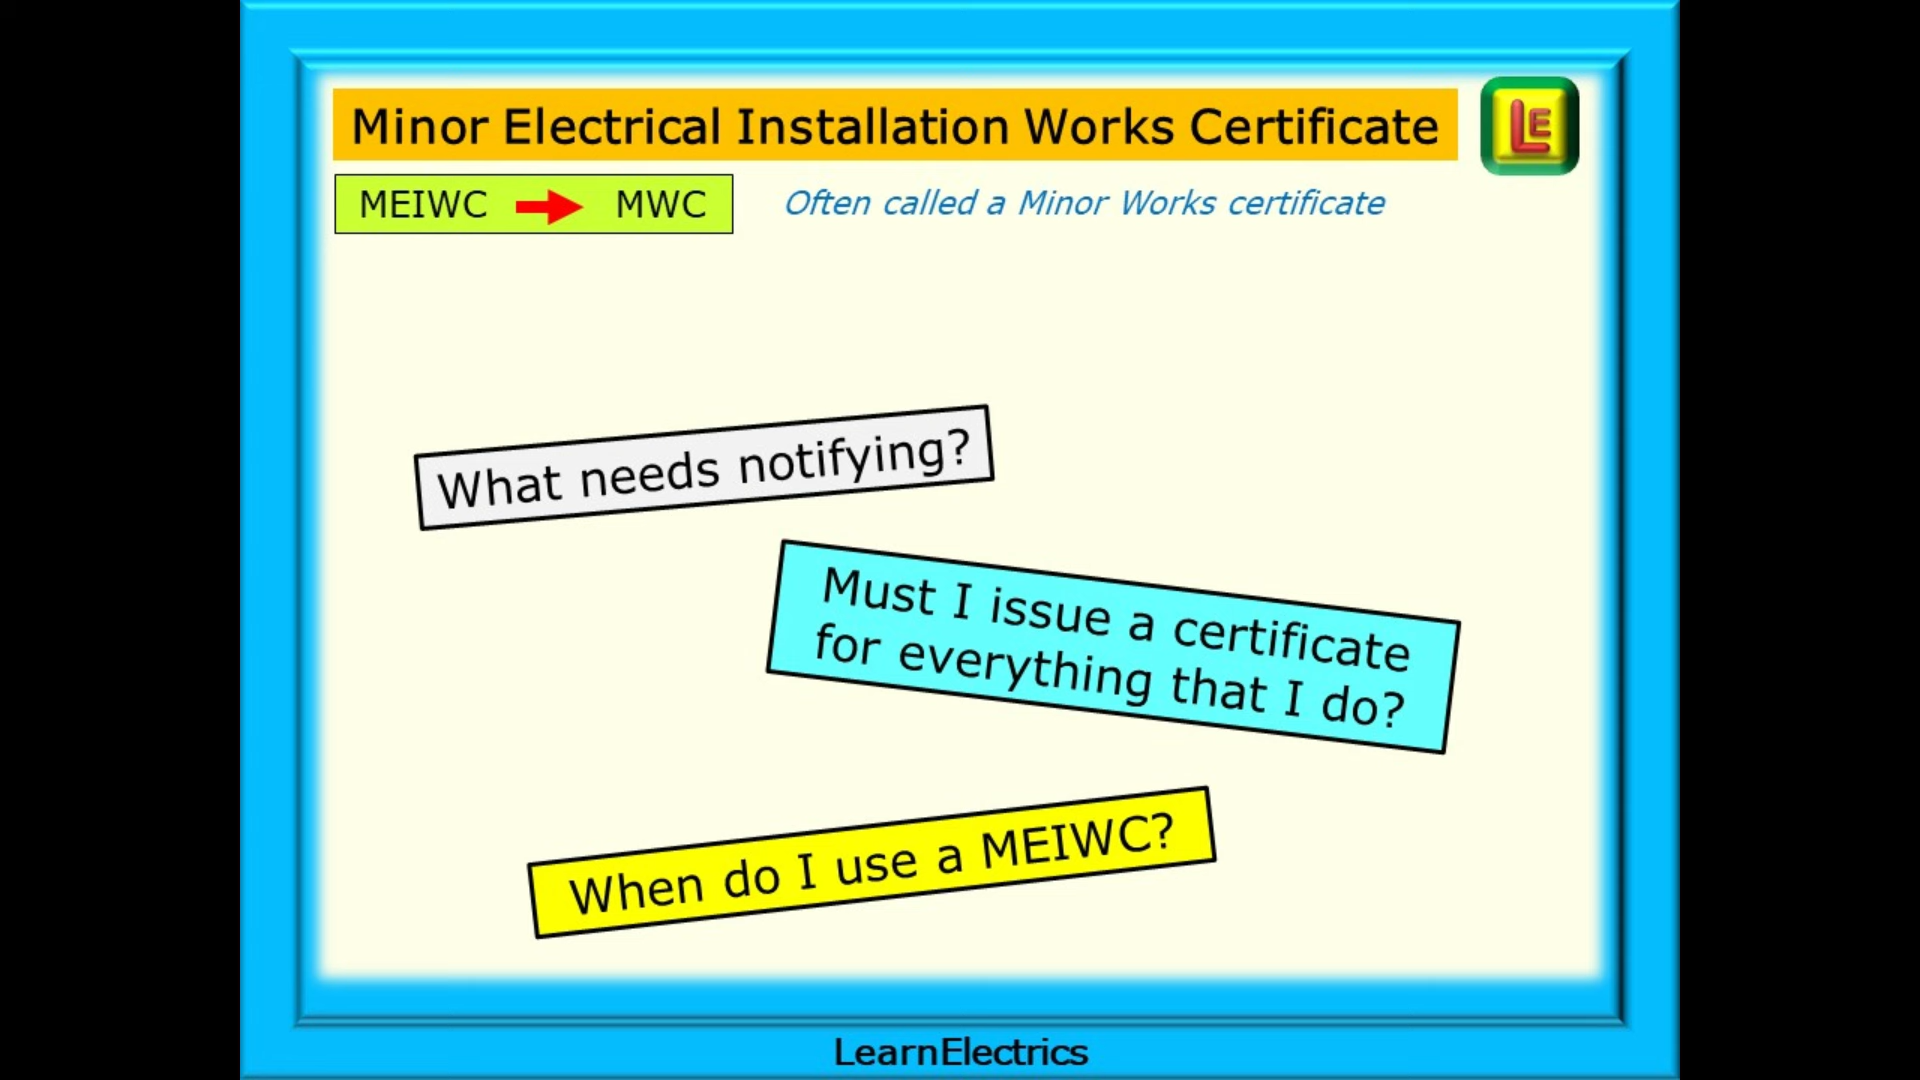 Minor Electrical Installation Works Certificate
LE
MEIWC MWC
Often called a Minor Works certificate
What needs notifying?
Must I issue a certificate
for everything that I do?
When do I use a MEIWC?
LearnElectrics